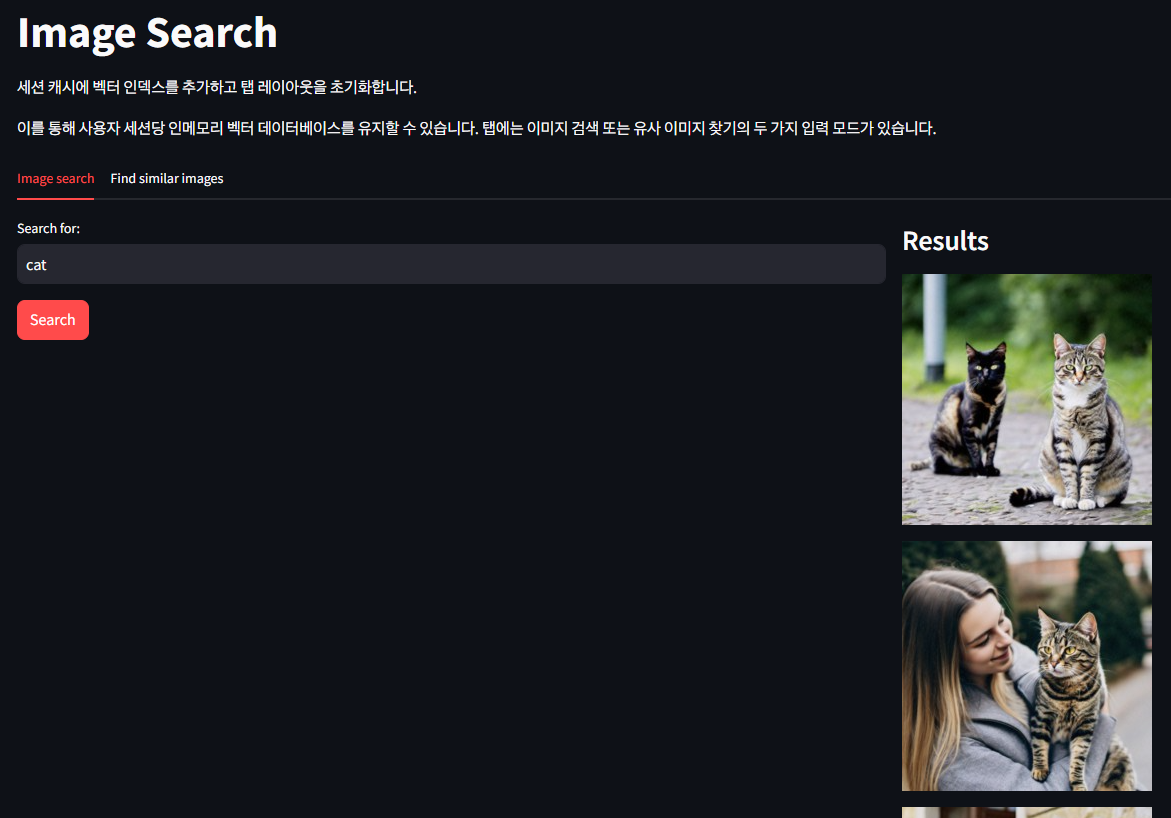 Image Search
세션 캐시에 벡터 인덱스를 추가하고 탭 레이아웃을 초기화합니다.
이를 통해 사용자 세션당 인메모리 벡터 데이터베이스를 유지할 수 있습니다. 탭에는 이미지 검색 또는 유사 이미지 찾기의 두 가지 입력 모드가 있습니다.
Image search Find similar images
Search for:
cat
Search
Results